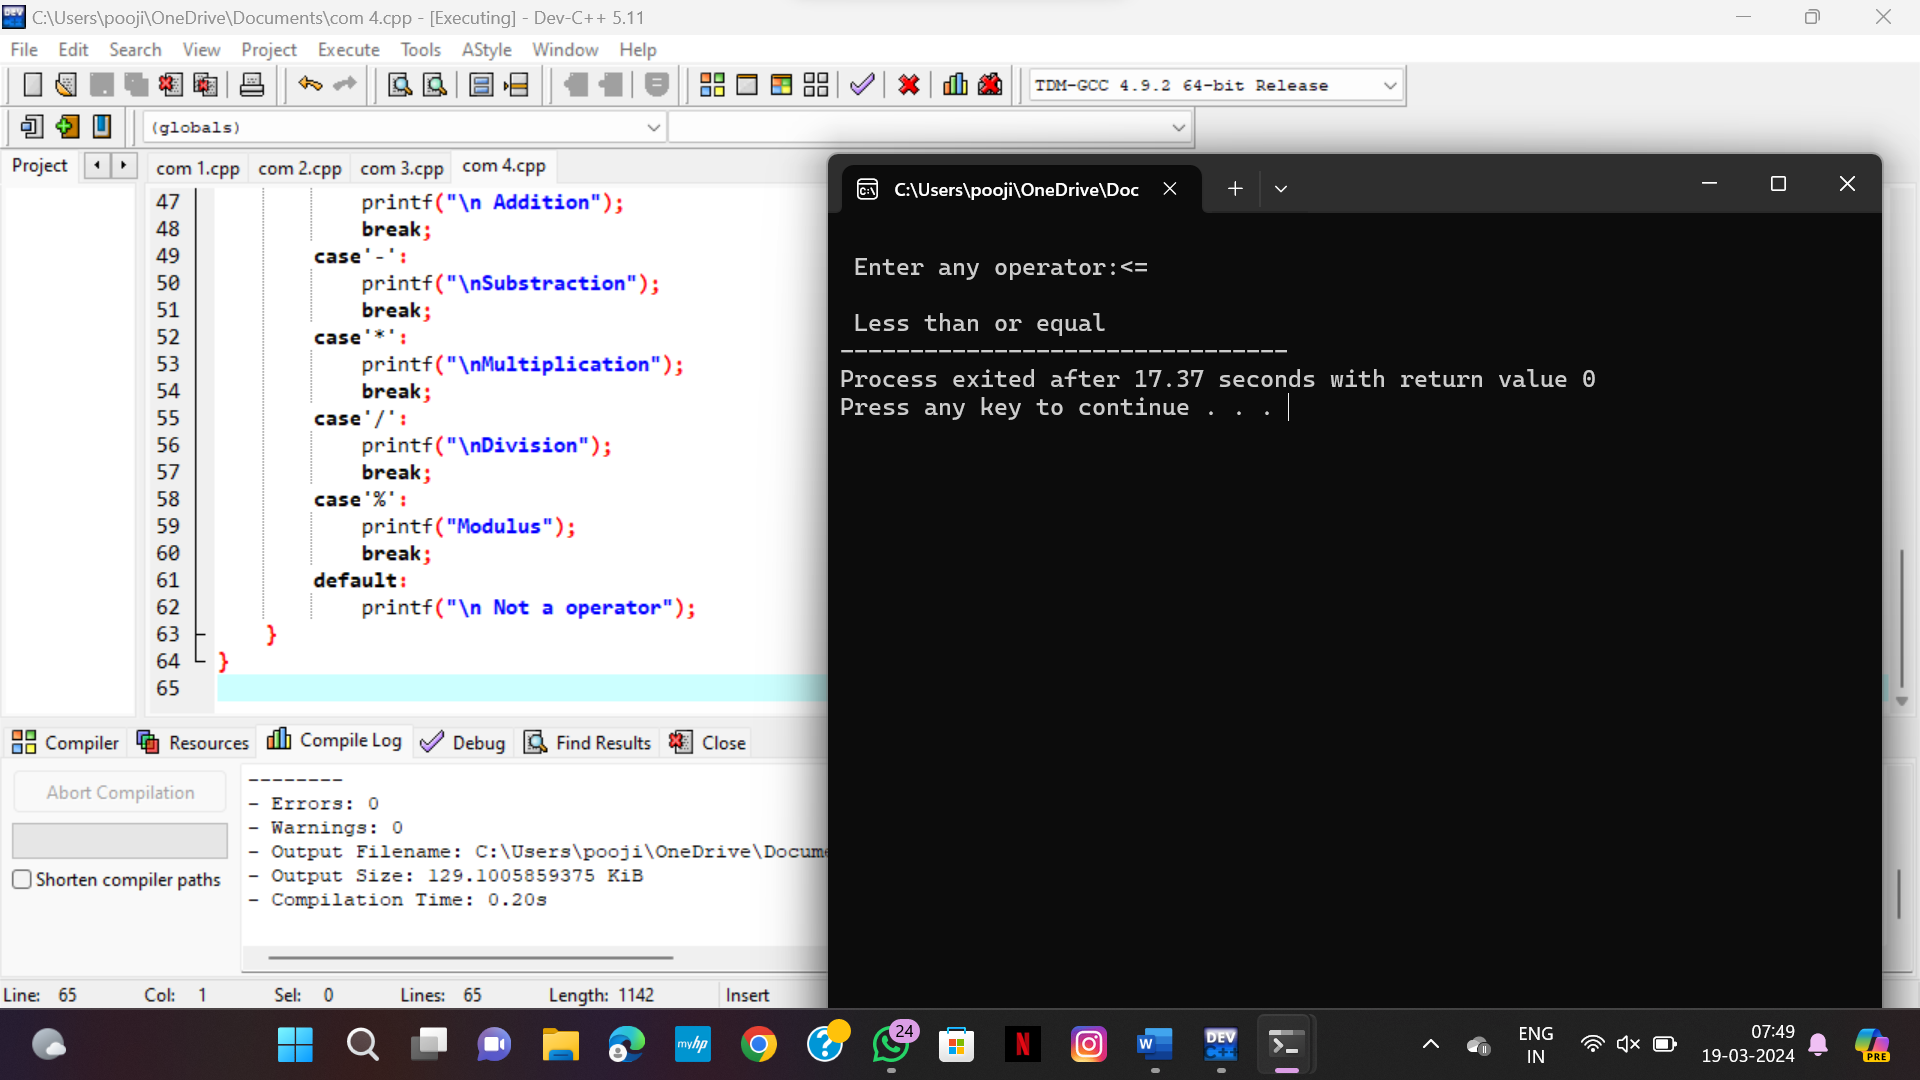 C:\Users\pooji\OneDrive\Documents\com 4.cpp - [Executing] - Dev-C++ 5.11
File Edit Search View Project Execute Tools AStyle Window Help
TDM-GCC 4.9.2 64-bit Release
(globals)
Project com 1.cpp com 2.cpp com 3.cpp com 4.cpp
47 printf("\n Addition");
48 break;
49 case'-':
50 printf("\nSubstraction");
51 break;
52 case'*':
53 printf("\nMultiplication");
54 break;
55 case'/':
56 printf("\nDivision");
57 break;
58 case'%':
59 printf("Modulus");
60 break;
61 default:
62 printf("\n Not a operator");
63 }
64 }
65
C:\Users\pooji\OneDrive\Doc
Enter any operator:<=
Less than or equal
--------------------------------
Process exited after 17.37 seconds with return value 0
Press any key to continue . . .
Compiler Resources Compile Log Debug Find Results Close
Abort Compilation
Shorten compiler paths
--------
- Errors: 0
- Warnings: 0
- Output Filename: C:\Users\pooji\OneDrive\Docume
- Output Size: 129.1005859375 KiB
- Compilation Time: 0.20s
Line: 65 Col: 1 Sel: 0 Lines: 65 Length: 1142 Insert
myhp
24
N
W
DEV
C++
ENG
IN
07:49
19-03-2024
PRE